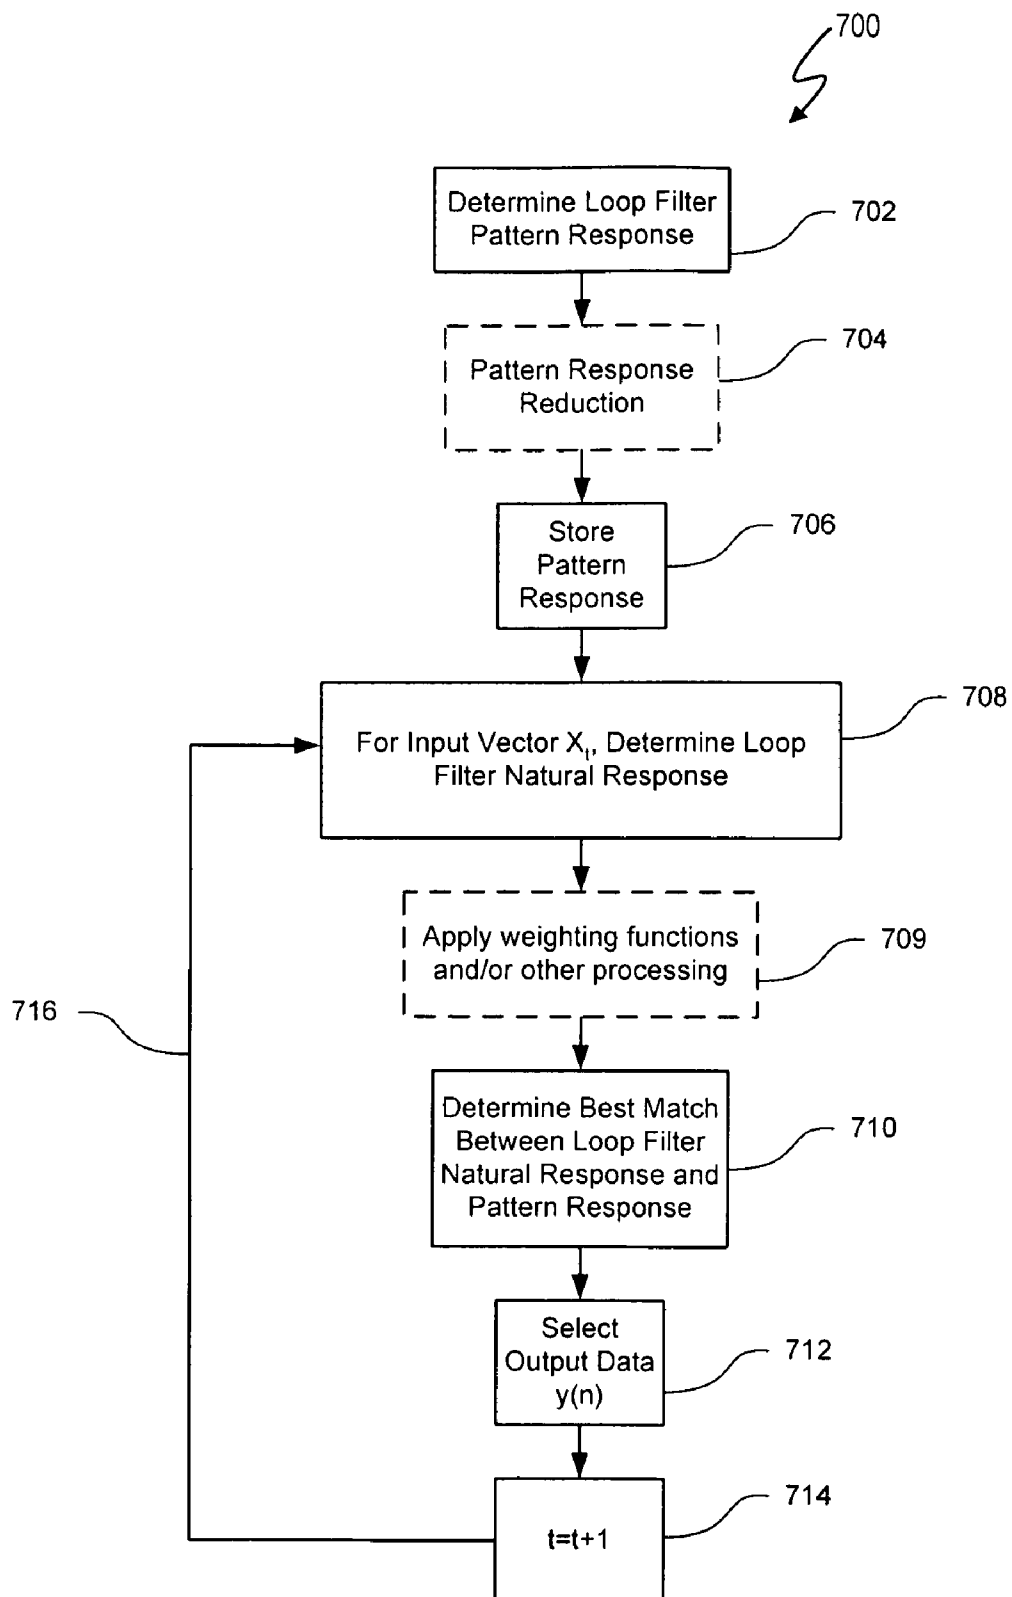 700
Determine Loop Filter
Pattern Response
702
704
Pattern Response
Reduction
706
Store
Pattern
Response
708
For Input Vector Xt, Determine Loop
Filter Natural Response
Apply weighting functions
and/or other processing
709
716
Determine Best Match
Between Loop Filter
Natural Response and
Pattern Response
710
Select
Output Data
y(n)
712
714
t=t+1